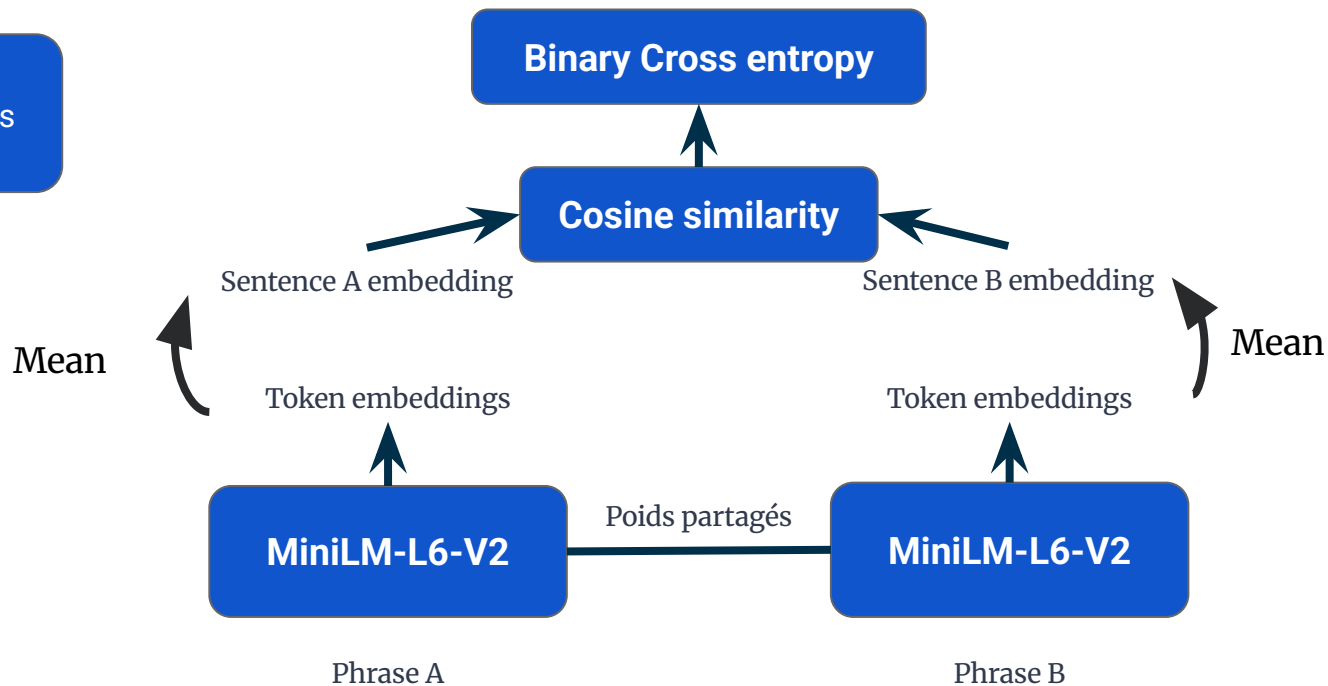 Binary Cross entropy
s
Cosine similarity
Sentence A embedding
Sentence B embedding
Mean
Mean
Token embeddings
Token embeddings
Poids partagés
MiniLM-L6-V2
MiniLM-L6-V2
Phrase A
Phrase B